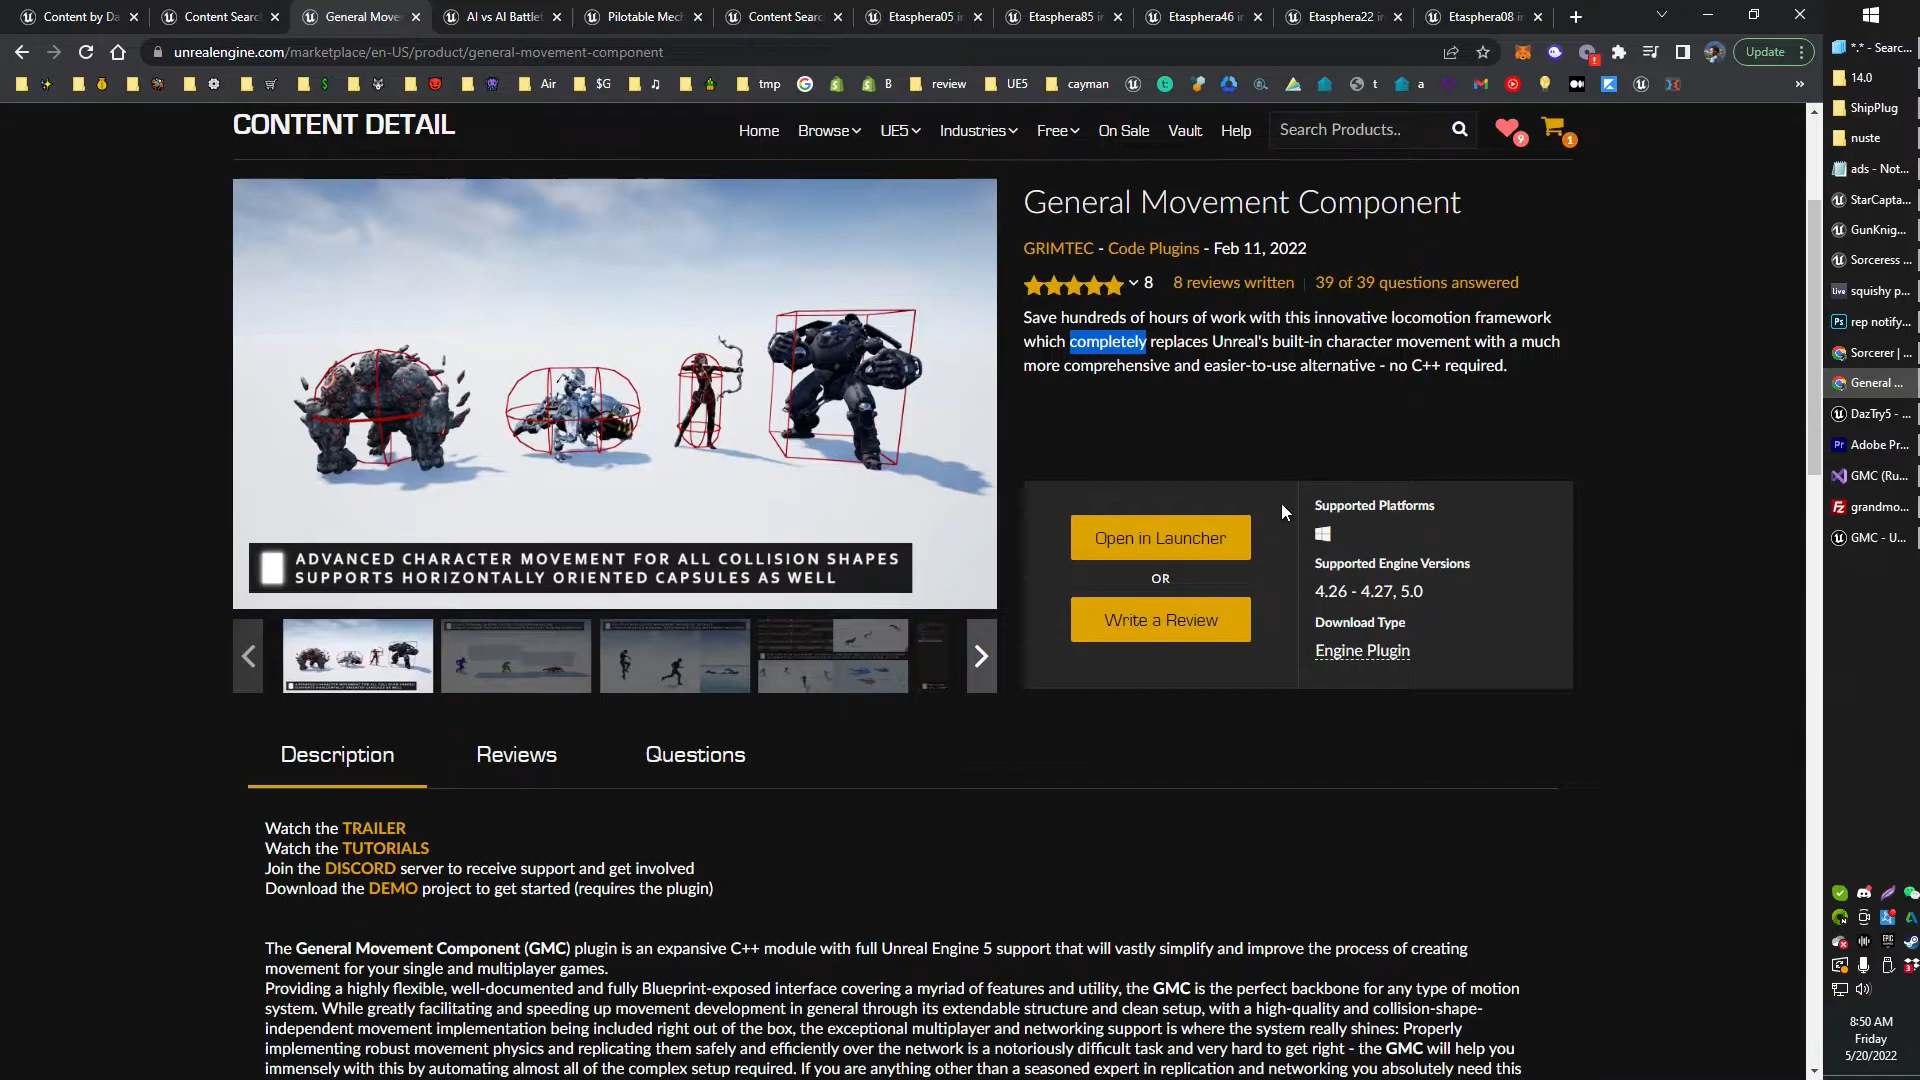 Content by Da
Content Searc
General Move
AI vs AI Battlef
Pilotable Mech
Content Searc
Etasphera05 in
Etasphera85 in
Etasphera46 in
Etasphera22 in
Etasphera08 in
unrealengine.com/marketplace/en-US/product/general-movement-component
Update
Air
$G
tmp
B
review
UE5
cayman
t
a
CONTENT DETAIL
Home
Browse
UE5
Industries
Free
On Sale
Vault
Help
Search Products..
9
1
General Movement Component
GRIMTEC - Code Plugins - Feb 11, 2022
8
8 reviews written
39 of 39 questions answered
Save hundreds of hours of work with this innovative locomotion framework
which completely replaces Unreal's built-in character movement with a much
more comprehensive and easier-to-use alternative - no C++ required.
ADVANCED CHARACTER MOVEMENT FOR ALL COLLISION SHAPES
SUPPORTS HORIZONTALLY ORIENTED CAPSULES AS WELL
Open in Launcher
OR
Write a Review
Supported Platforms
Supported Engine Versions
4.26 - 4.27, 5.0
Download Type
Engine Plugin
Description
Reviews
Questions
Watch the TRAILER
Watch the TUTORIALS
Join the DISCORD server to receive support and get involved
Download the DEMO project to get started (requires the plugin)
The General Movement Component (GMC) plugin is an expansive C++ module with full Unreal Engine 5 support that will vastly simplify and improve the process of creating
movement for your single and multiplayer games.
Providing a highly flexible, well-documented and fully Blueprint-exposed interface covering a myriad of features and utility, the GMC is the perfect backbone for any type of motion
system. While greatly facilitating and speeding up movement development in general through its extendable structure and clean setup, with a high-quality and collision-shape-
independent movement implementation being included right out of the box, the exceptional multiplayer and networking support is where the system really shines: Properly
implementing robust movement physics and replicating them safely and efficiently over the network is a notoriously difficult task and very hard to get right - the GMC will help you
immensely with this by automating almost all of the complex setup required. If you are anything other than a seasoned expert in replication and networking you absolutely need this
*.* - Searc...
14.0
ShipPlug
nuste
ads - Not...
StarCapta...
GunKnig...
Sorceress ...
squishy p...
rep notify...
Sorcerer | ...
General ...
DazTry5 - ...
Adobe Pr...
GMC (Ru...
grandmo...
GMC - U...
8:50 AM
Friday
5/20/2022